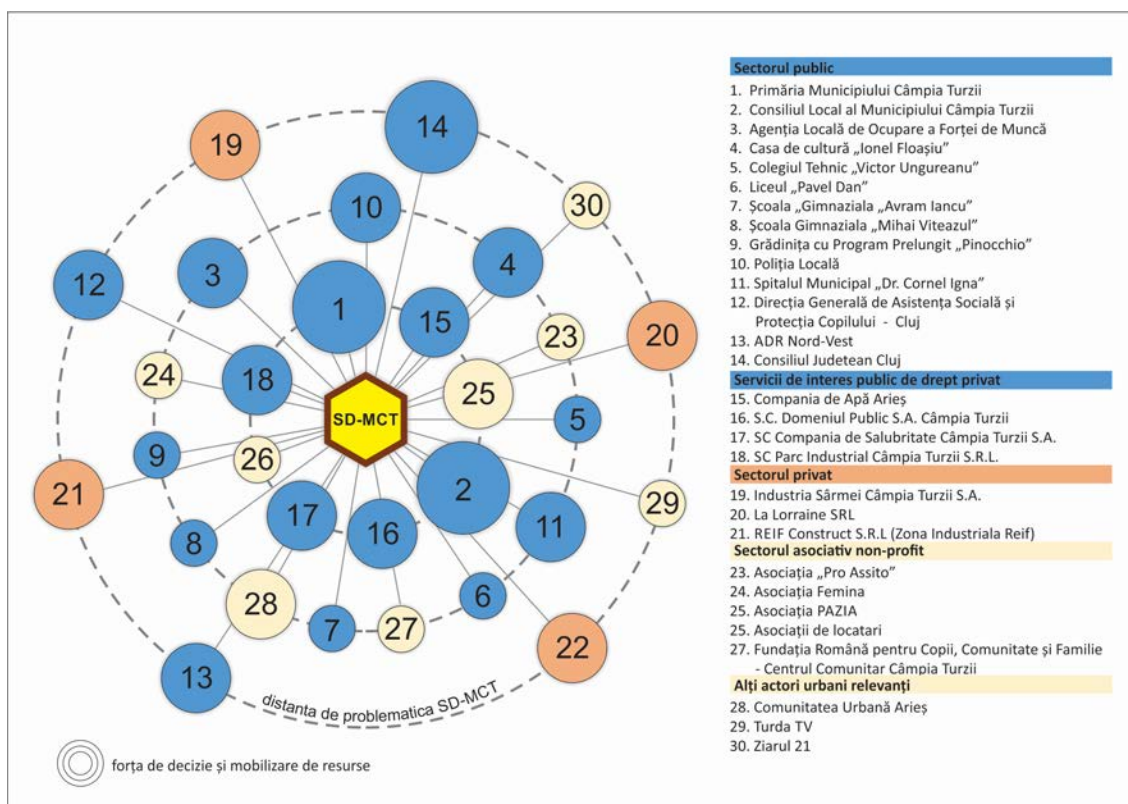 14
19
30
10
4
3
12
1
15
23
20
24
18
25
SD-MCT
5
9
26
2
21
29
17
16
11
8
28
6
7
27
22
13
distanta de problematica SD-MCT
forța de decizie și mobilizare de resurse
Sectorul public
1. Primăria Municipiului Câmpia Turzii
2. Consiliul Local al Municipiului Câmpia Turzii
3. Agenția Locală de Ocupare a Forței de Muncă
4. Casa de cultură „Ionel Floașiu”
5. Colegiul Tehnic „Victor Ungureanu”
6. Liceul „Pavel Dan”
7. Școala „Gimnaziala „Avram Iancu”
8. Școala Gimnaziala „Mihai Viteazul”
9. Grădinița cu Program Prelungit „Pinocchio”
10. Poliția Locală
11. Spitalul Municipal „Dr. Cornel Igna”
12. Direcția Generală de Asistența Socială și
Protecția Copilului - Cluj
13. ADR Nord-Vest
14. Consiliul Judetean Cluj
Servicii de interes public de drept privat
15. Compania de Apă Arieș
16. S.C. Domeniul Public S.A. Câmpia Turzii
17. SC Compania de Salubritate Câmpia Turzii S.A.
18. SC Parc Industrial Câmpia Turzii S.R.L.
Sectorul privat
19. Industria Sârmei Câmpia Turzii S.A.
20. La Lorraine SRL
21. REIF Construct S.R.L (Zona Industriala Reif)
Sectorul asociativ non-profit
23. Asociația „Pro Assito”
24. Asociația Femina
25. Asociația PAZIA
25. Asociații de locatari
27. Fundația Română pentru Copii, Comunitate și Familie
- Centrul Comunitar Câmpia Turzii
Alți actori urbani relevanți
28. Comunitatea Urbană Arieș
29. Turda TV
30. Ziarul 21